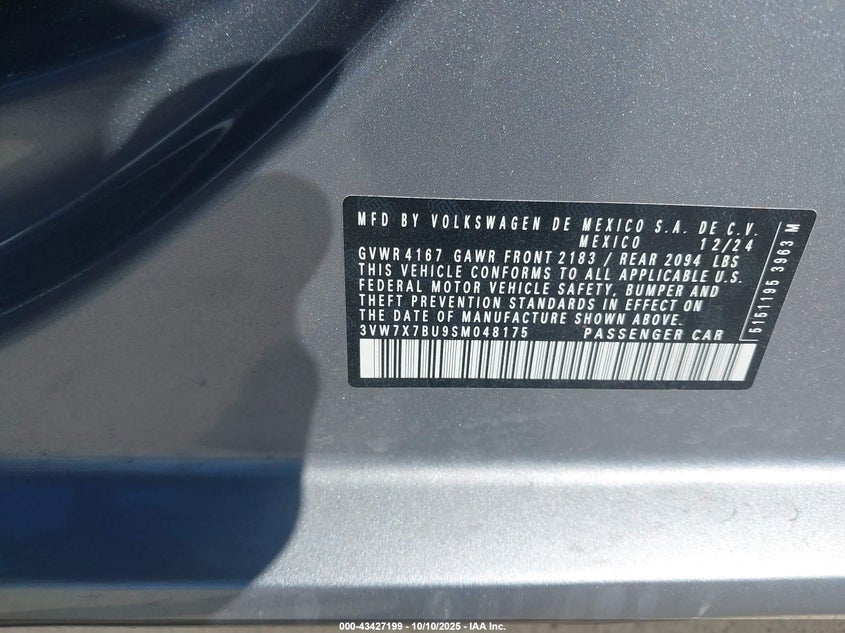 MFD BY VOLKSWAGEN DE MEXICO S.A. DE C.V.
MEXICO 12/24
GVWR 4167 GAWR FRONT 2183 / REAR 2094 LBS
THIS VEHICLE CONFORMS TO ALL APPLICABLE U.S.
FEDERAL MOTOR VEHICLE SAFETY, BUMPER AND
THEFT PREVENTION STANDARDS IN EFFECT ON
THE DATE OF MANUFACTURE SHOWN ABOVE.
3VW7X7BU9SM048175 PASSENGER CAR
6161195 3963 M
000-43427199 - 10/10/2025 - IAA Inc.